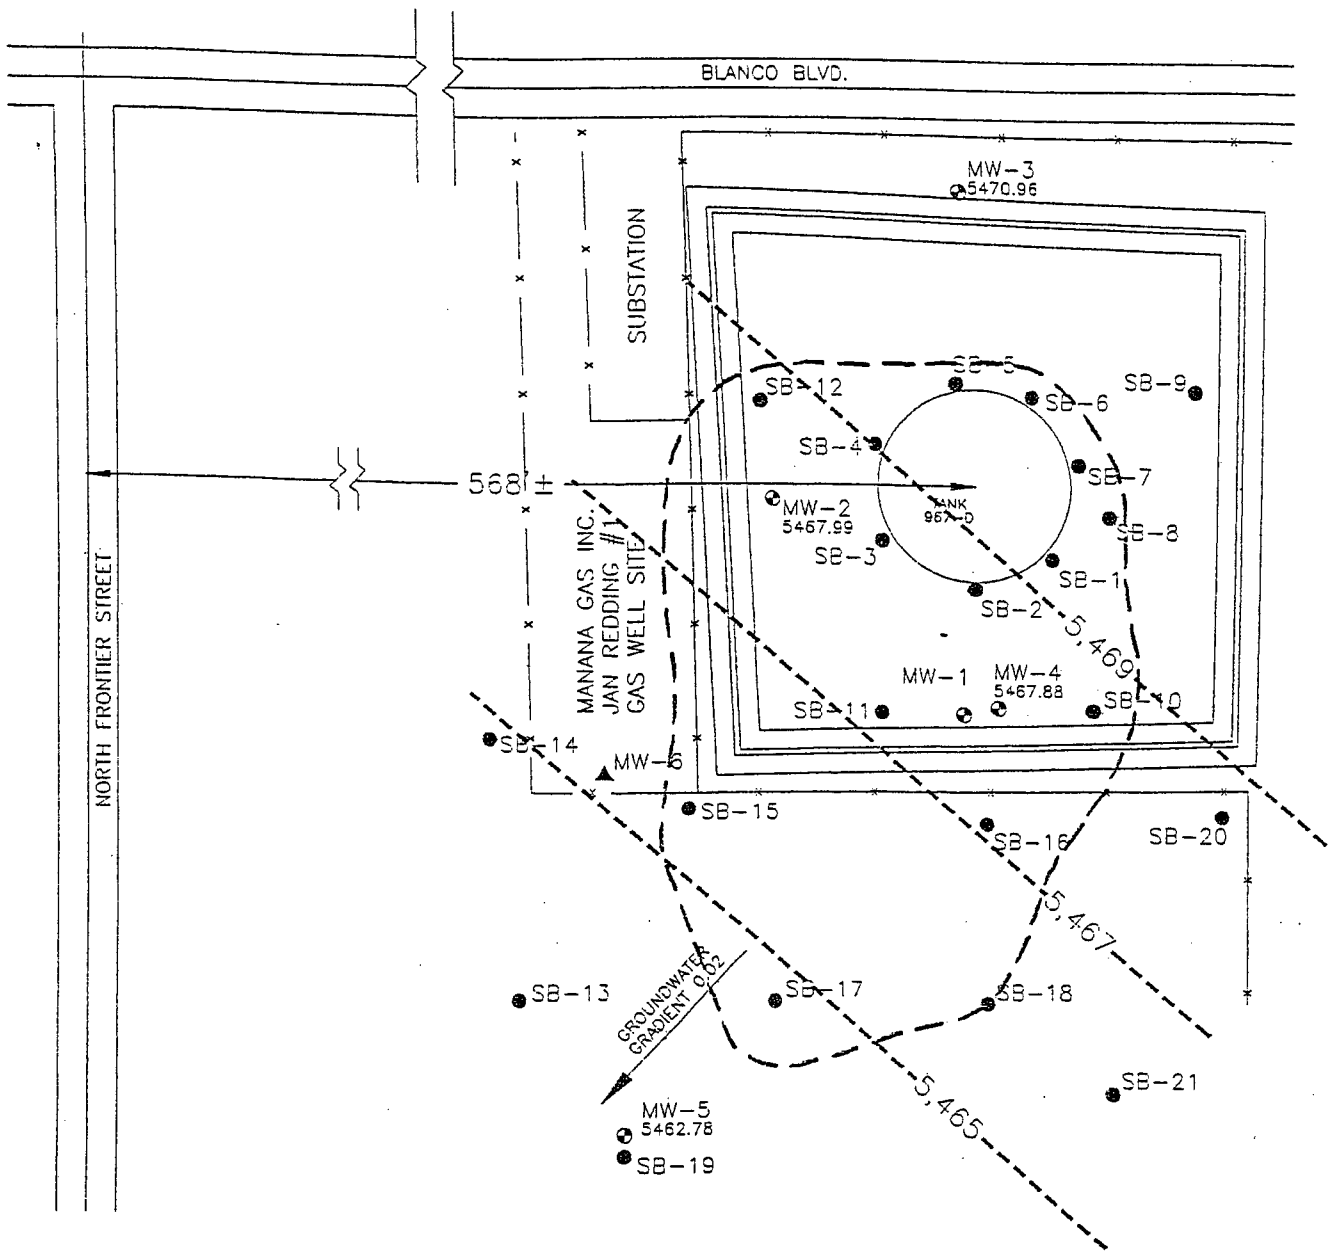 BLANCO BLVD.
MW-3
5470.96
SUBSTATION
SB-5
SB-12
SB-6
SB-9
SB-4
SB-7
568'±
MW-2
5467.99
TANK
967-D
SB-8
SB-3
SB-1
SB-2
MANANA GAS INC.
JAN REDDING #1
GAS WELL SITE
NORTH FRONTIER STREET
5,469
MW-1
MW-4
5467.88
SB-11
SB-10
SB-14
MW-6
SB-15
SB-16
SB-20
5,467
GROUNDWATER
GRADIENT 0.02
SB-13
SB-17
SB-18
SB-21
5,465
MW-5
5462.78
SB-19